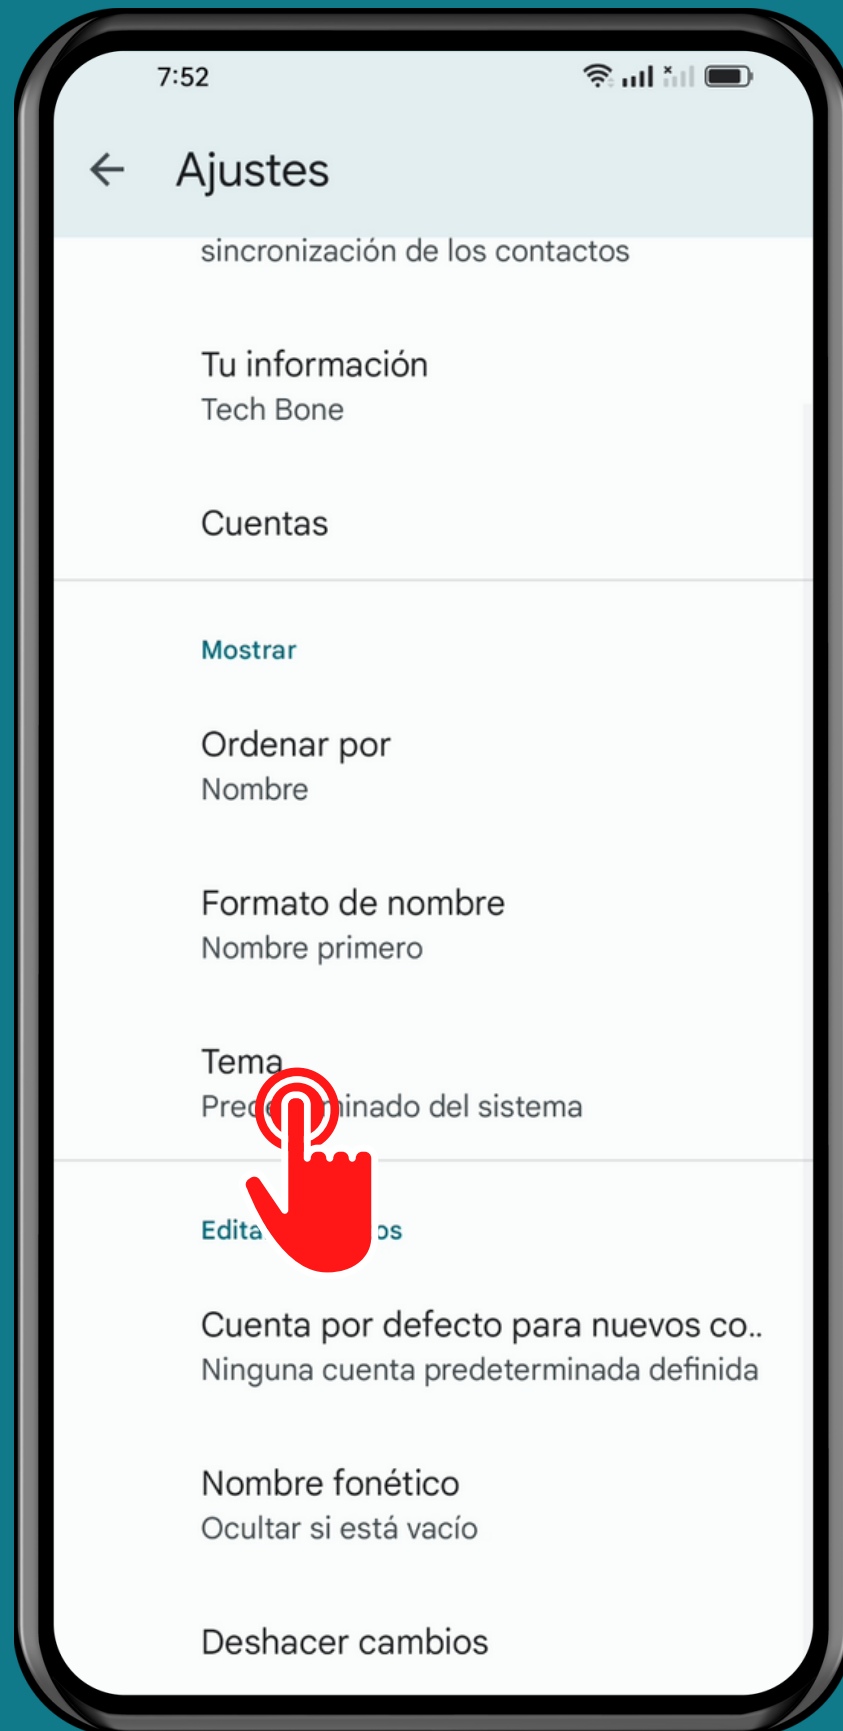 7:52
Ajustes
sincronización de los contactos
Tu información
Tech Bone
Cuentas
Mostrar
Ordenar por
Nombre
Formato de nombre
Nombre primero
Tema
del sistema
Cuenta por defecto para nuevos co..
Ninguna cuenta predeterminada definida
Nombre fonético
Ocultar si está vacío
Deshacer cambios